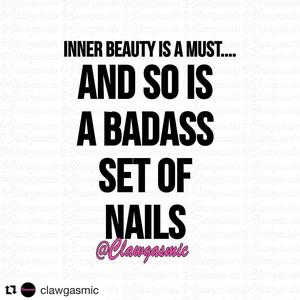 INNER BEAUTY IS A MUST....
AND SO IS
A BADASS
SET OF
NAILS
@Clawgasmic
clawgasmic